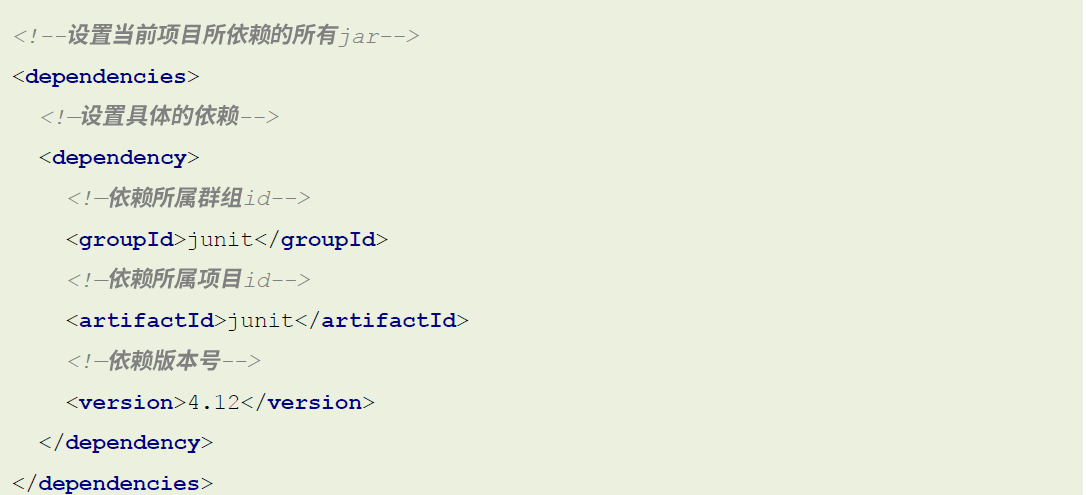 <!--设置当前项目所依赖的所有jar-->
<dependencies>
<!—设置具体的依赖-->
<dependency>
<!—依赖所属群组id-->
<groupId>junit</groupId>
<!—依赖所属项目id-->
<artifactId>junit</artifactId>
<!—依赖版本号-->
<version>4.12</version>
</dependency>
</dependencies>